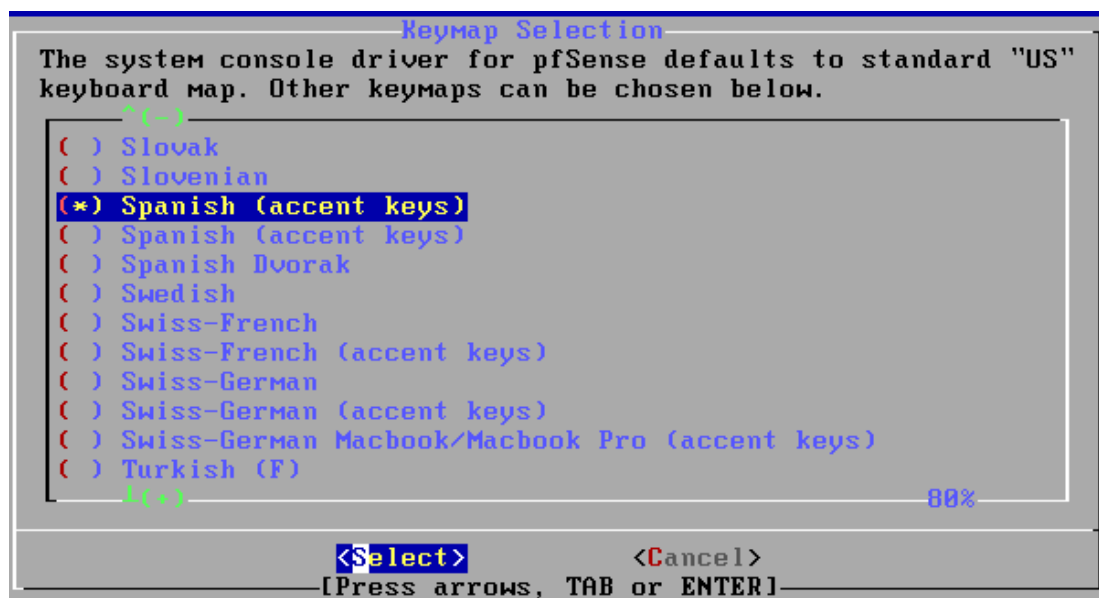 Keymap Selection
The system console driver for pfSense defaults to standard "US"
keyboard map. Other keymaps can be chosen below.
^(-)
( ) Slovak
( ) Slovenian
(*) Spanish (accent keys)
( ) Spanish (accent keys)
( ) Spanish Dvorak
( ) Swedish
( ) Swiss-French
( ) Swiss-French (accent keys)
( ) Swiss-German
( ) Swiss-German (accent keys)
( ) Swiss-German Macbook/Macbook Pro (accent keys)
( ) Turkish (F)
┴(+) 80%
<Select> <Cancel>
[Press arrows, TAB or ENTER]